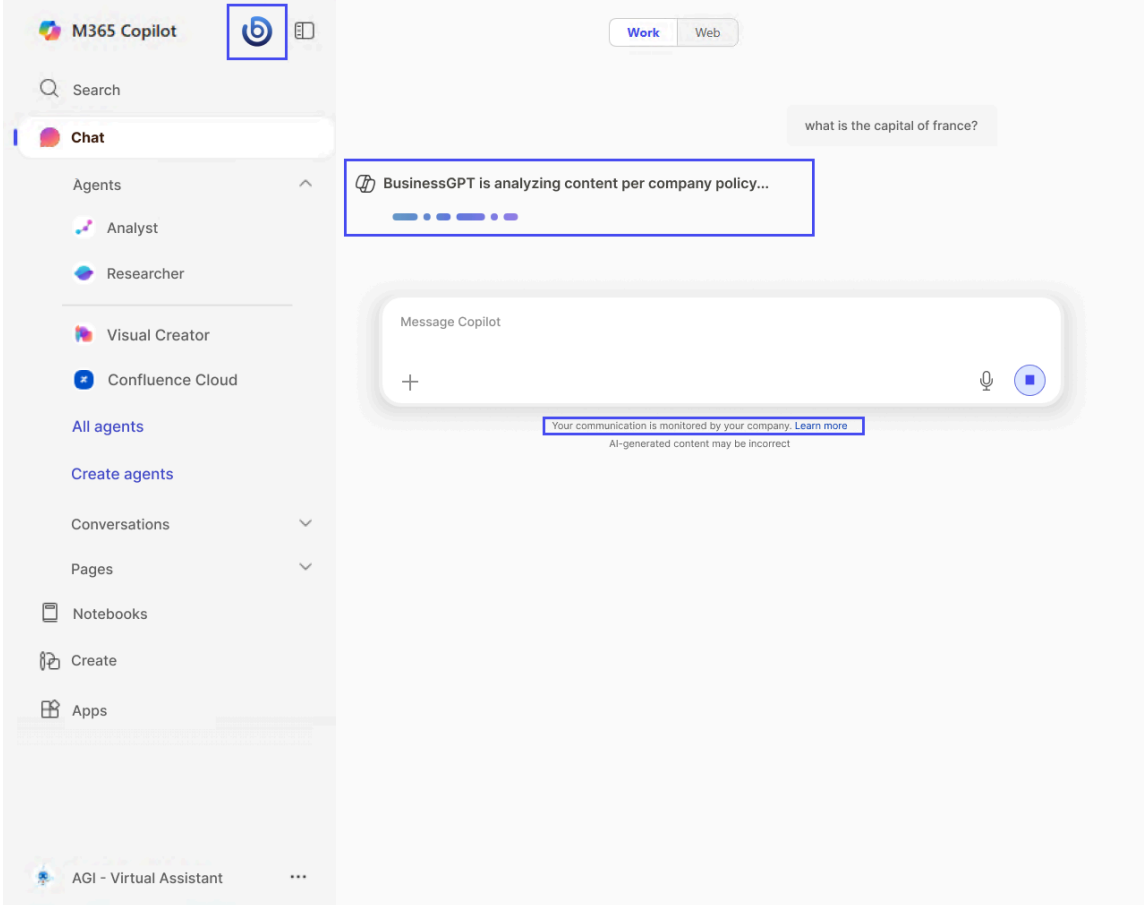 M365 Copilot
Work
Web
Search
what is the capital of france?
Chat
BusinessGPT is analyzing content per company policy...
Agents
Analyst
Researcher
Message Copilot
Visual Creator
Confluence Cloud
Your communication is monitored by your company. Learn more
All agents
AI-generated content may be incorrect
Create agents
Conversations
Pages
Notebooks
Create
Apps
AGI - Virtual Assistant